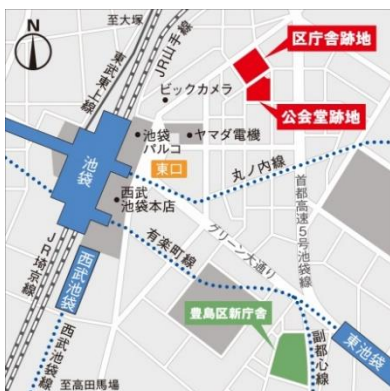 至大塚
N
東武東上線
JR山手線
区庁舎跡地
ビックカメラ
公会堂跡地
池袋
パルコ
ヤマダ電機
池袋
東口
丸ノ内線
西武
池袋本店
首都高速5号池袋線
有楽町線
グリーン大通り
JR埼京線
西武池袋
豊島区新庁舎
東池袋
西武池袋線
副都心線
至高田馬場